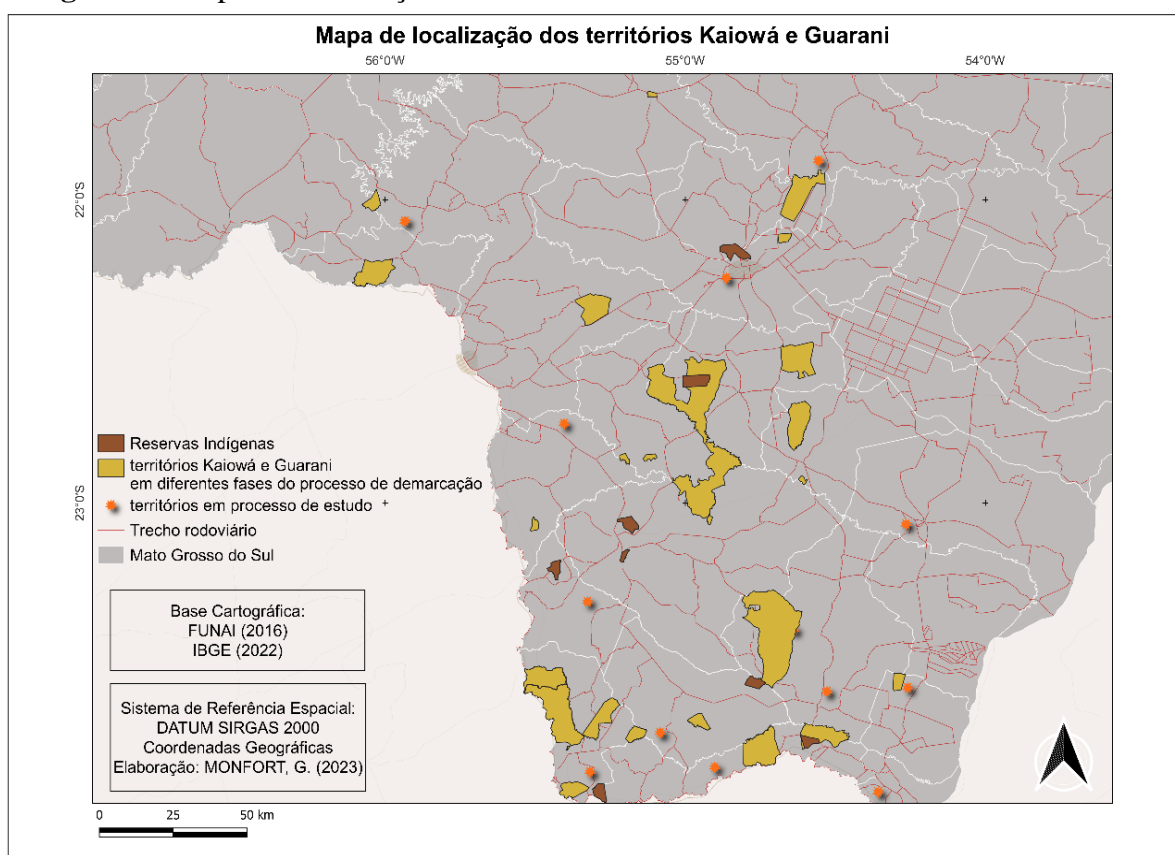 Mapa de localização dos territórios Kaiowá e Guarani
56°0'W
55°0'W
54°0'W
22°0'S
23°0'S
Reservas Indígenas
territórios Kaiowá e Guarani
em diferentes fases do processo de demarcação
territórios em processo de estudo
Trecho rodoviário
Mato Grosso do Sul
Base Cartográfica:
FUNAI (2016)
IBGE (2022)
Sistema de Referência Espacial:
DATUM SIRGAS 2000
Coordenadas Geográficas
Elaboração: MONFORT, G. (2023)
0 25 50 km